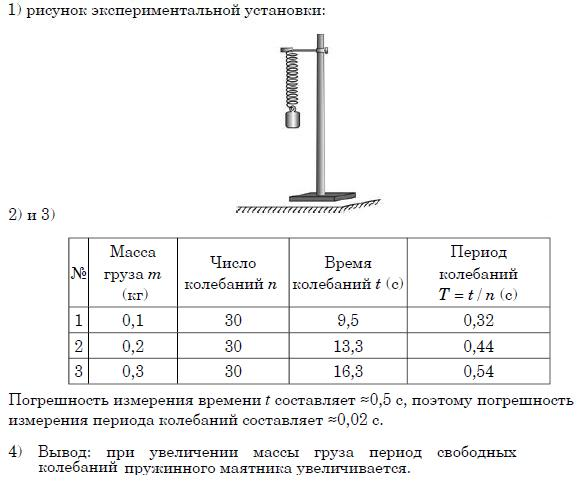 1) рисунок экспериментальной установки:
2) и 3)
№ Масса груза m (кг) Число колебаний n Время колебаний t (с) Период колебаний T = t / n (с)
1 0,1 30 9,5 0,32
2 0,2 30 13,3 0,44
3 0,3 30 16,3 0,54
Погрешность измерения времени t составляет ≈0,5 с, поэтому погрешность
измерения периода колебаний составляет ≈0,02 с.
4) Вывод: при увеличении массы груза период свободных
колебаний пружинного маятника увеличивается.